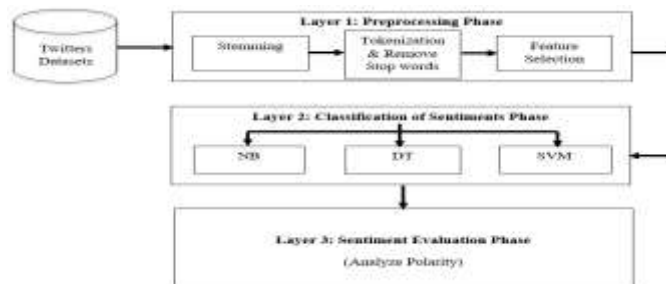 Layer 1: Preprocessing Phase
Twitters
Datasets
Stemming
Tokenization
& Remove
Stop words
Feature
Selection
Layer 2: Classification of Sentiments Phase
NB
DT
SVM
Layer 3: Sentiment Evaluation Phase
(Analyze Polarity)